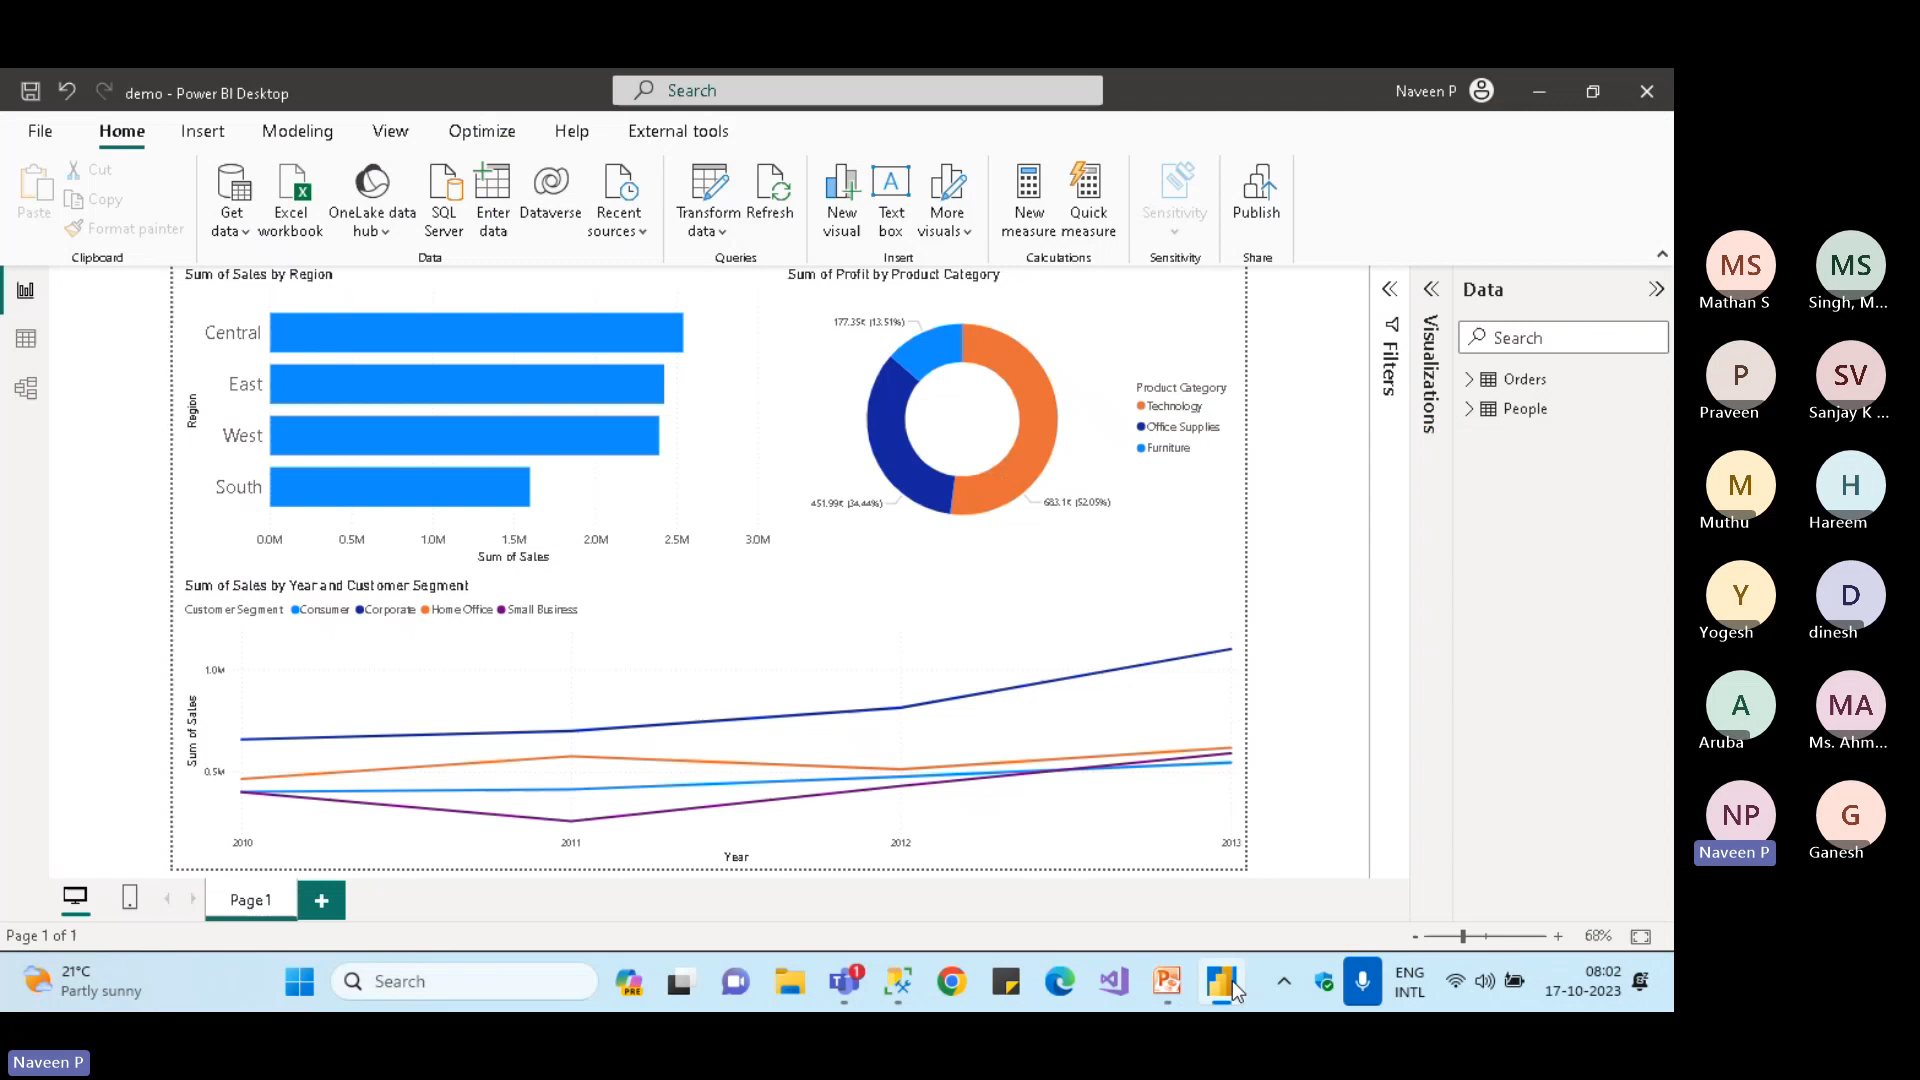 demo - Power BI Desktop
Search
Naveen P
File Home Insert Modeling View Optimize Help External tools
Paste
Cut
Copy
Format painter
Clipboard
Get data
Excel workbook
OneLake data hub
SQL Server
Enter data
Dataverse
Recent sources
Data
Transform data
Refresh
Queries
New visual
A
Text box
More visuals
Insert
New measure
Quick measure
Calculations
Sensitivity
Sensitivity
Publish
Share
Sum of Sales by Region
Region
Central
East
West
South
0.0M 0.5M 1.0M 1.5M 2.0M 2.5M 3.0M
Sum of Sales
Sum of Profit by Product Category
177.35K (13.51%)
451.99K (34.44%)
683.1K (52.05%)
Product Category
Technology
Office Supplies
Furniture
Sum of Sales by Year and Customer Segment
Customer Segment Consumer Corporate Home Office Small Business
Sum of Sales
1.0M
0.5M
2010 2011 2012 2013
Year
Filters
Visualizations
Data
Search
Orders
People
Page 1
Page 1 of 1
- + 68%
21°C
Partly sunny
Search
PRE
1
ENG
INTL
08:02
17-10-2023
MS
Mathan S
MS
Singh, M...
P
Praveen
SV
Sanjay K ...
M
Muthu
H
Hareem
Y
Yogesh
D
dinesh
A
Aruba
MA
Ms. Ahm...
NP
Naveen P
G
Ganesh
Naveen P